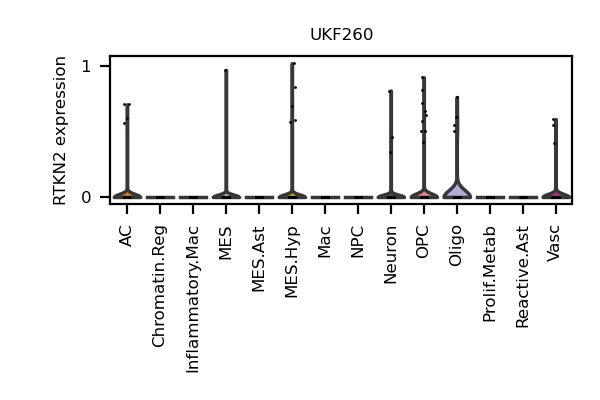 UKF260
RTKN2 expression
1
0
AC
Chromatin.Reg
Inflammatory.Mac
MES
MES.Ast
MES.Hyp
Mac
NPC
Neuron
OPC
Oligo
Prolif.Metab
Reactive.Ast
Vasc